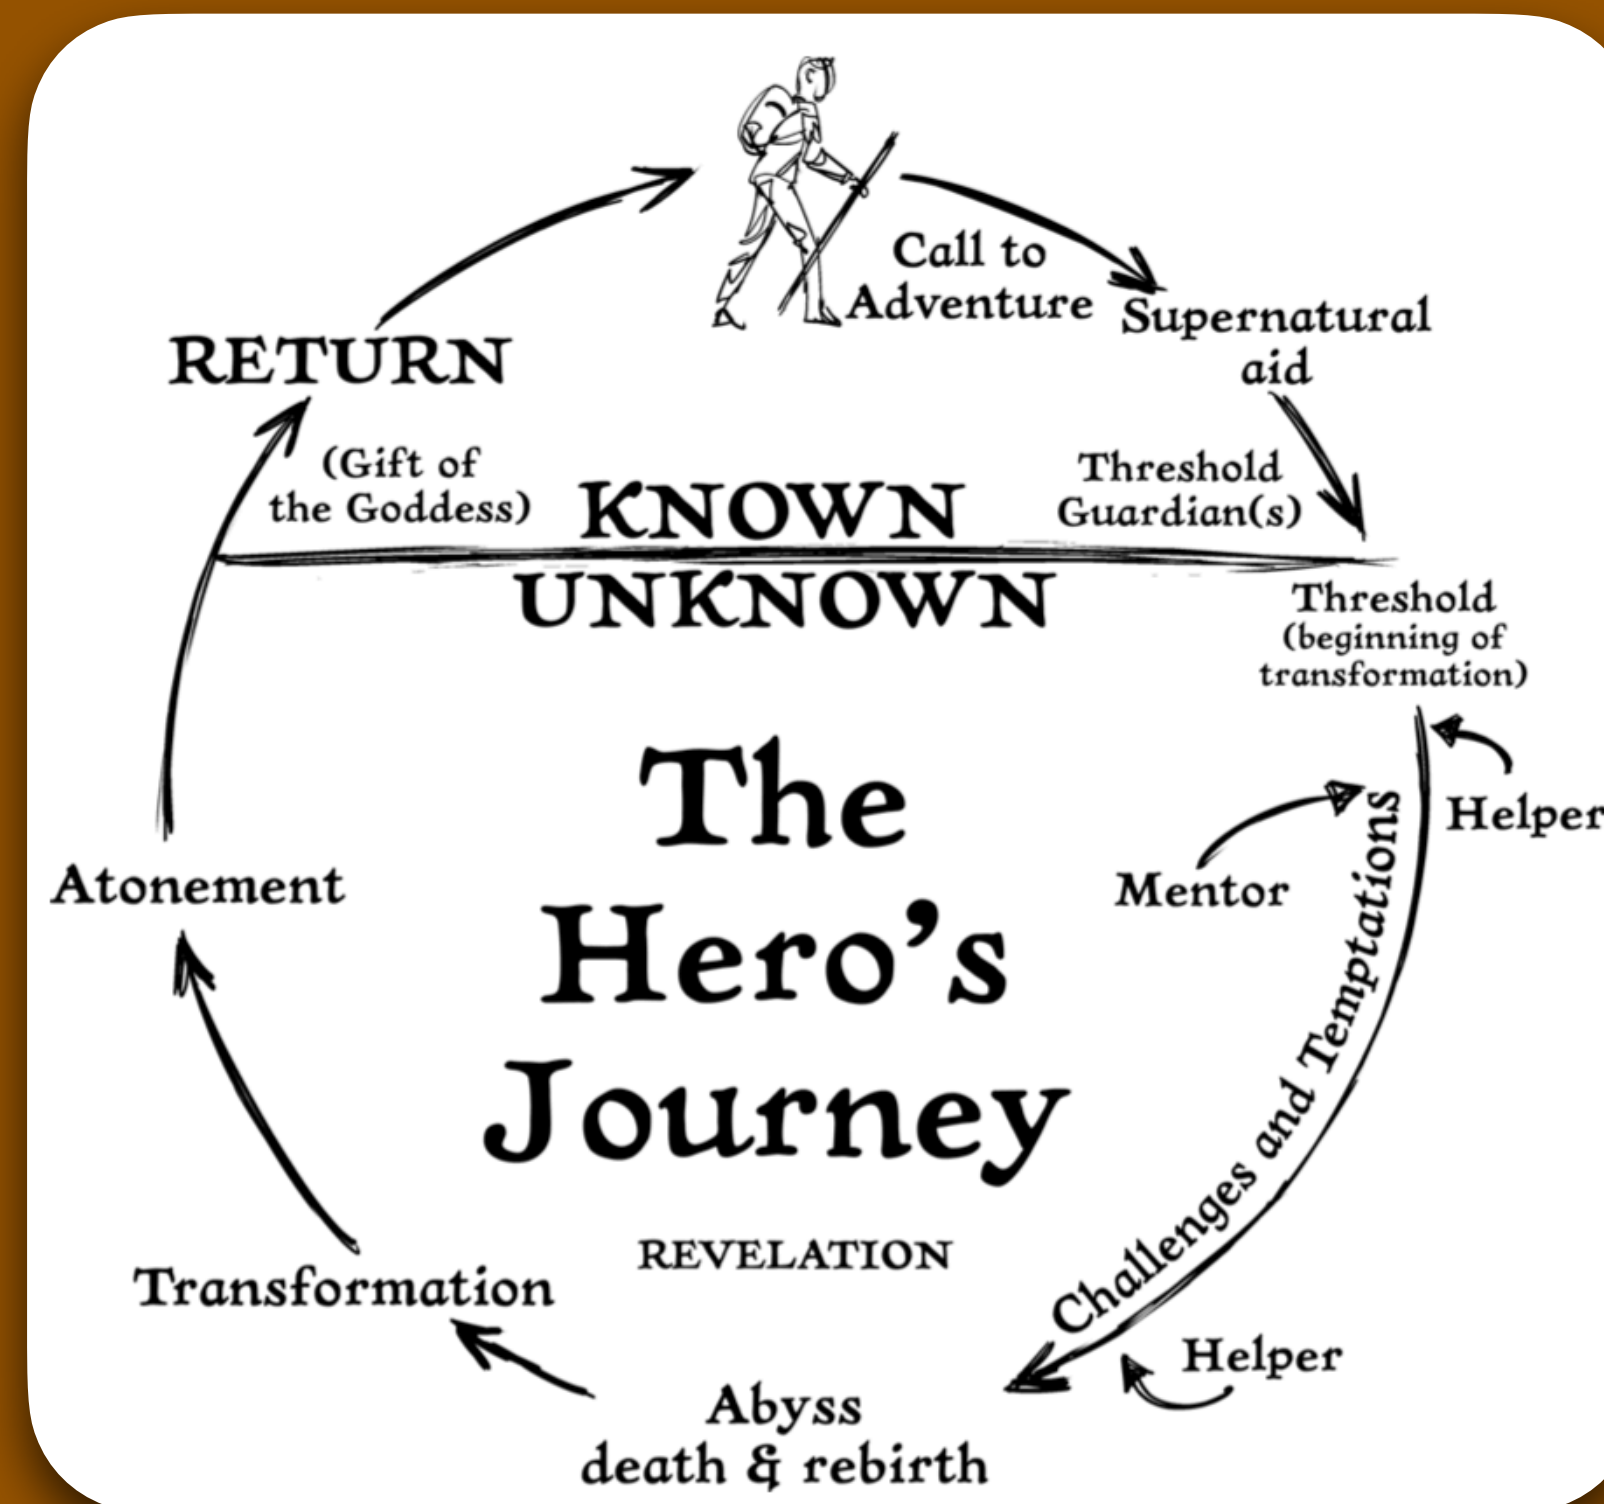 Call to
Adventure
Supernatural
aid
RETURN
(Gift of
the Goddess)
KNOWN
Threshold
Guardian(s)
UNKNOWN
Threshold
(beginning of
transformation)
Helper
Mentor
Challenges and Temptations
The
Hero's
Journey
Atonement
REVELATION
Transformation
Helper
Abyss
death & rebirth